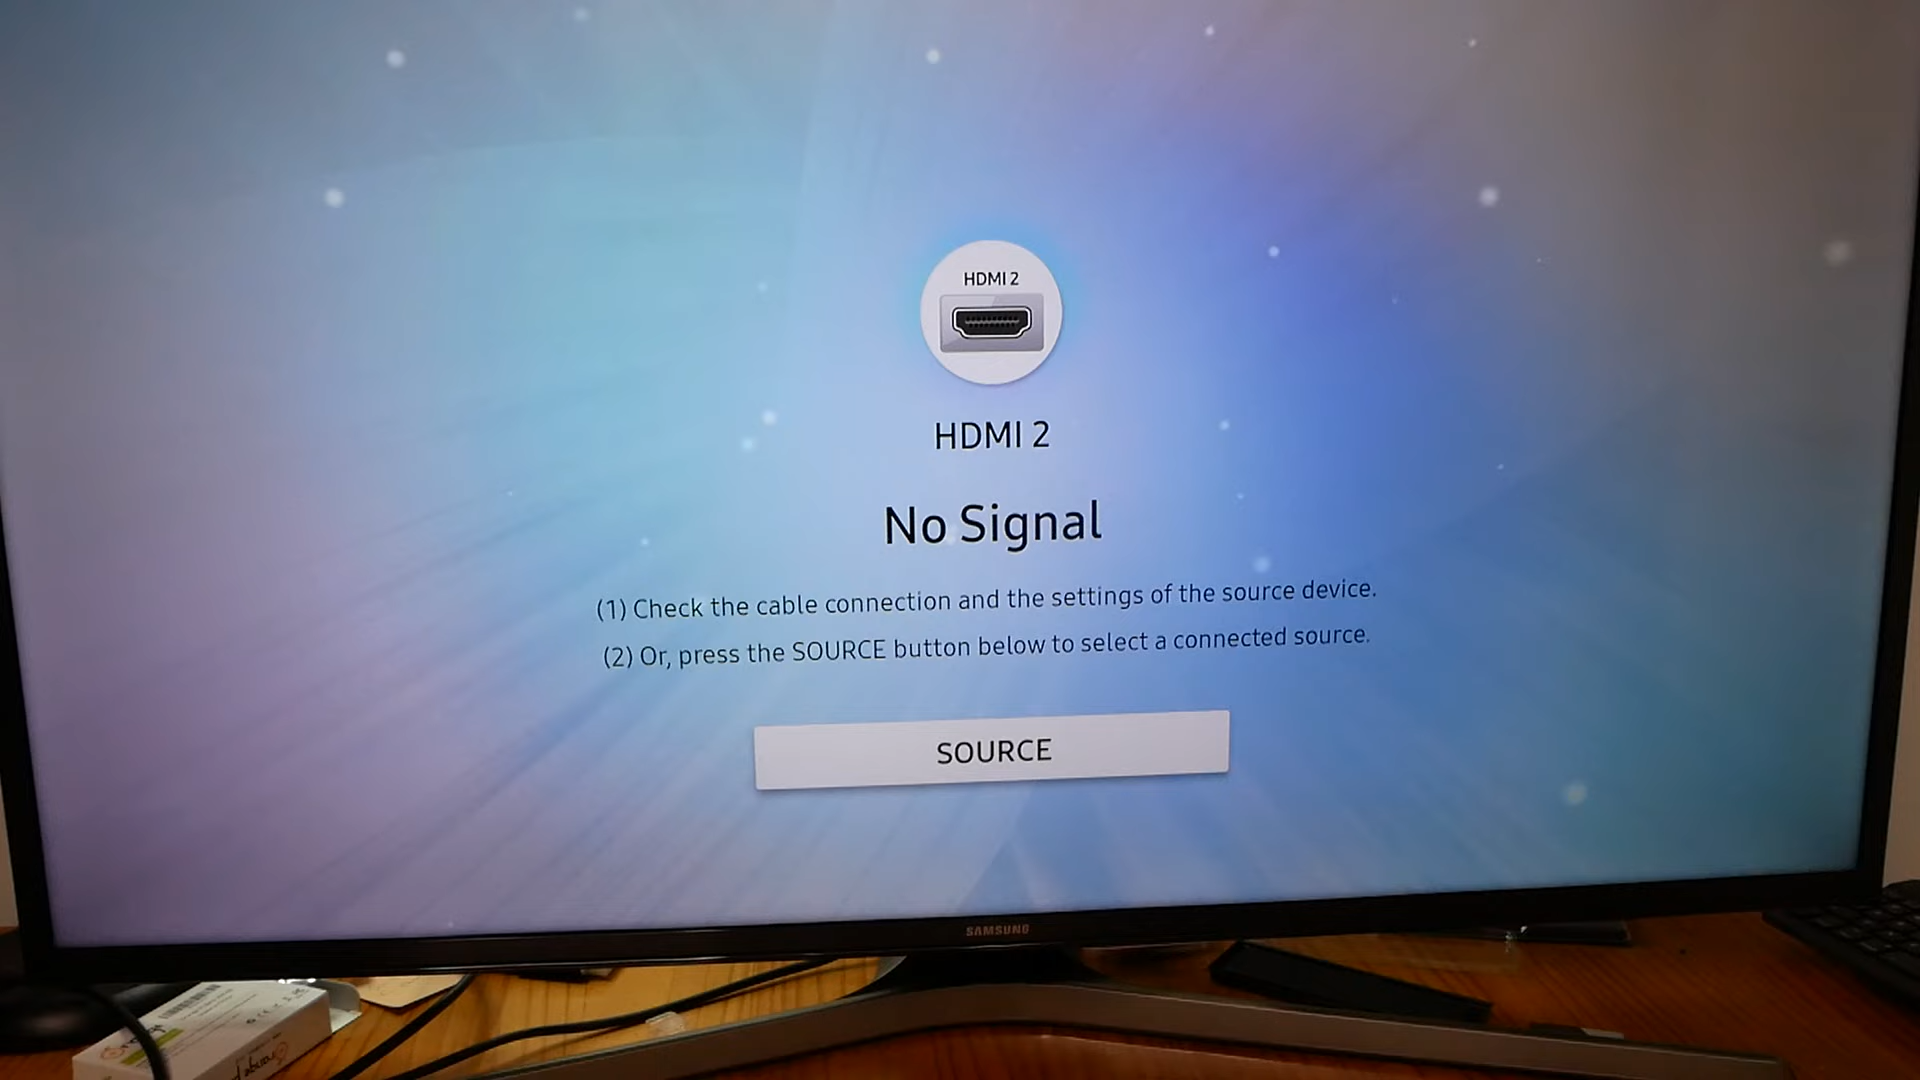 HDMI 2
HDMI 2
No Signal
(1) Check the cable connection and the settings of the source device.
(2) Or, press the SOURCE button below to select a connected source.
SOURCE
SAMSUNG